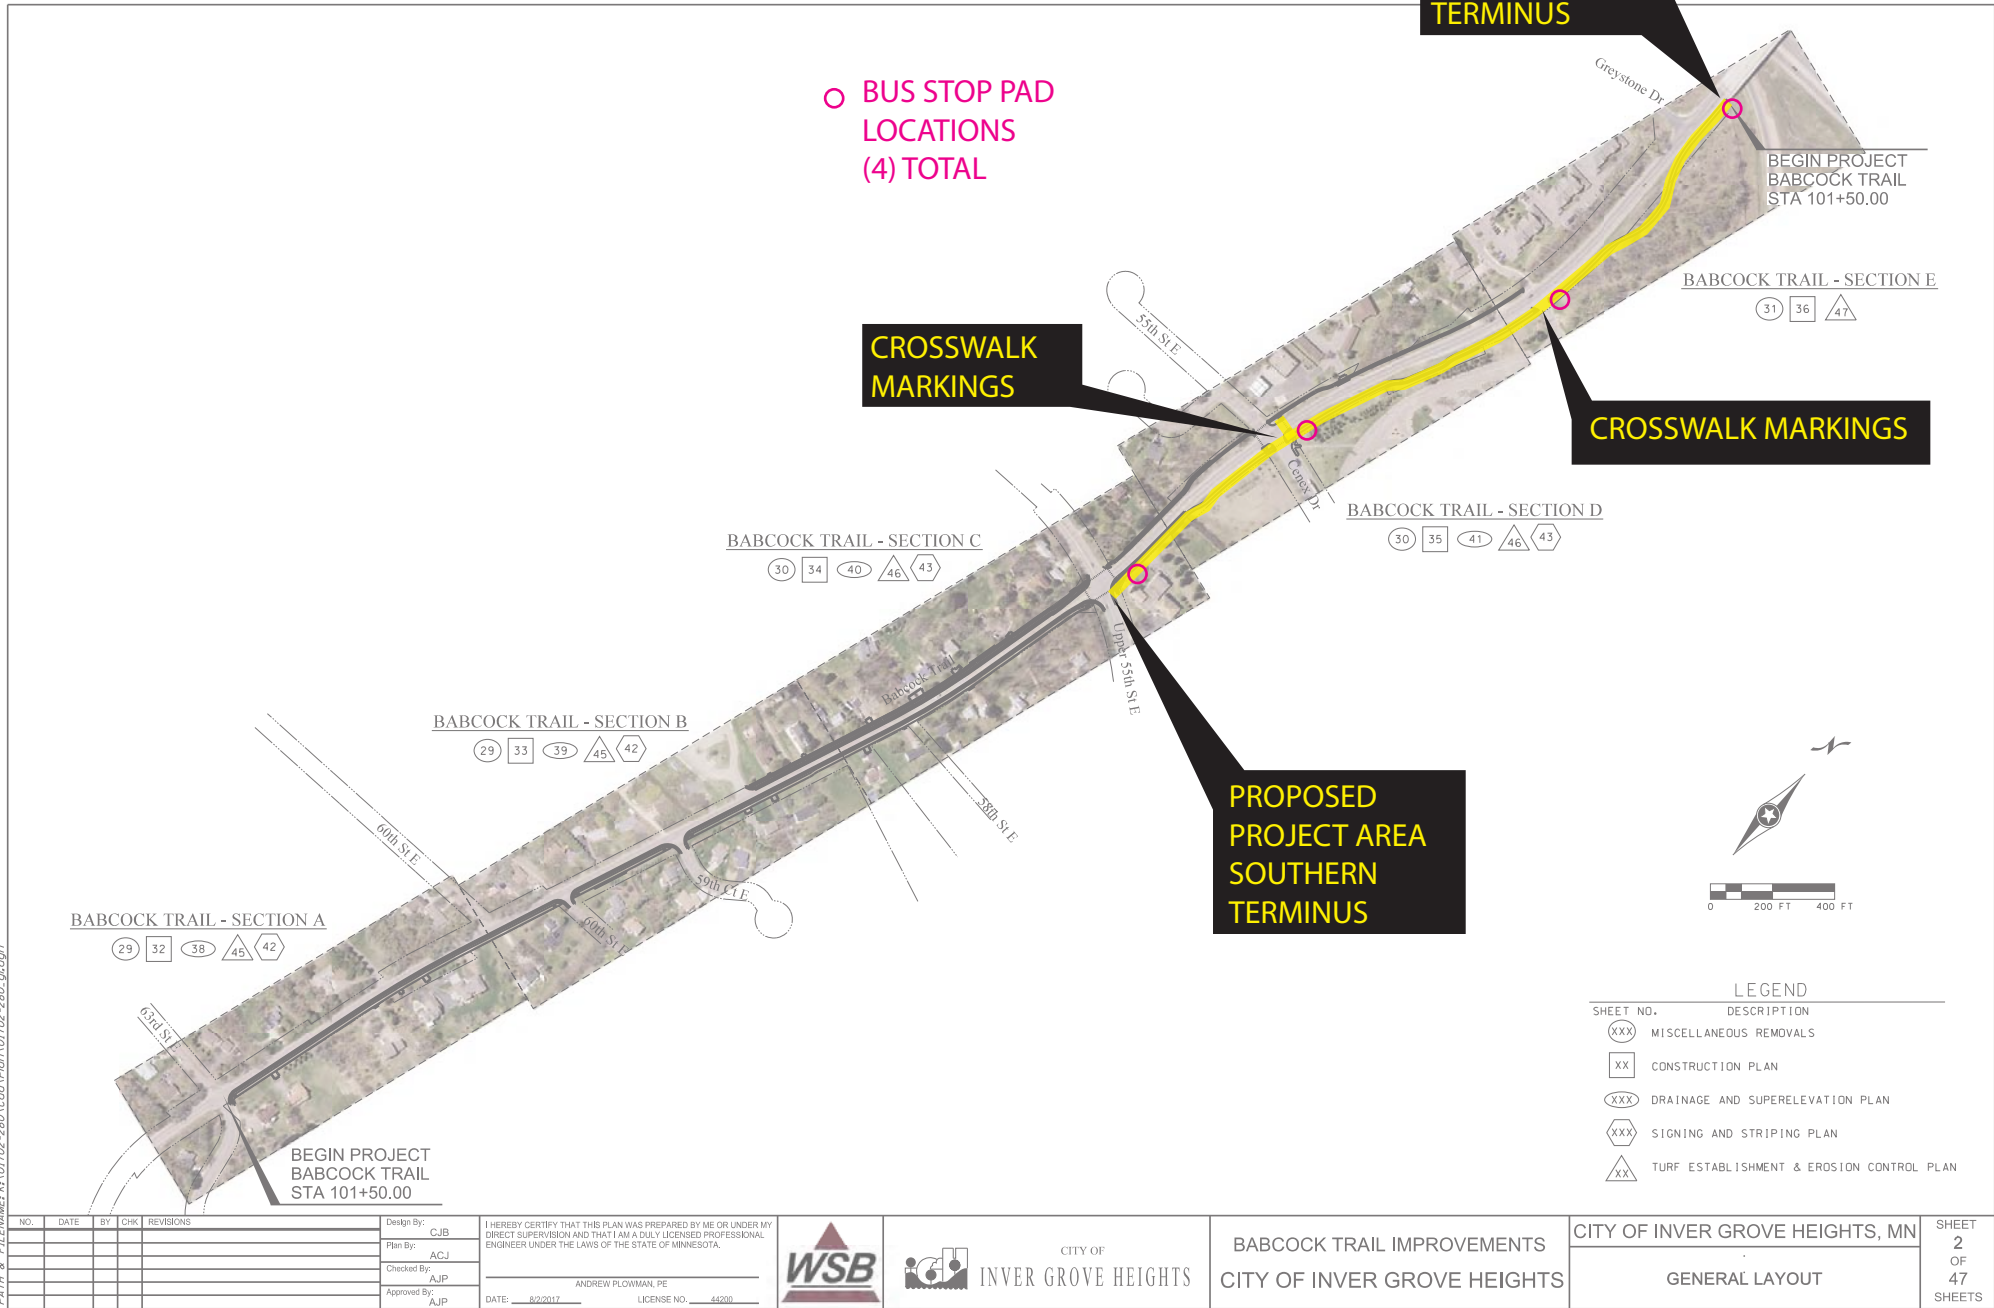 TERMINUS
BUS STOP PAD
LOCATIONS
(4) TOTAL
Greystone Dr
BEGIN PROJECT
BABCOCK TRAIL
STA 101+50.00
BABCOCK TRAIL - SECTION E
31 36 47
55th St E
CROSSWALK
MARKINGS
CROSSWALK MARKINGS
Cenex Dr
BABCOCK TRAIL - SECTION D
30 35 41 46 43
BABCOCK TRAIL - SECTION C
30 34 40 46 43
Upper 55th St E
Babcock Trail
BABCOCK TRAIL - SECTION B
29 33 39 45 42
58th St E
PROPOSED
PROJECT AREA
SOUTHERN
TERMINUS
N
60th St E
59th Ct E
60th St E
0 200 FT 400 FT
BABCOCK TRAIL - SECTION A
29 32 38 45 42
63rd St E
BEGIN PROJECT
BABCOCK TRAIL
STA 101+50.00
LEGEND
SHEET NO. DESCRIPTION
XXX MISCELLANEOUS REMOVALS
XX CONSTRUCTION PLAN
XXX DRAINAGE AND SUPERELEVATION PLAN
XXX SIGNING AND STRIPING PLAN
XX TURF ESTABLISHMENT & EROSION CONTROL PLAN
NO. DATE BY CHK REVISIONS
Design By:
CJB
Plan By:
ACJ
Checked By:
AJP
Approved By:
AJP
I HEREBY CERTIFY THAT THIS PLAN WAS PREPARED BY ME OR UNDER MY
DIRECT SUPERVISION AND THAT I AM A DULY LICENSED PROFESSIONAL
ENGINEER UNDER THE LAWS OF THE STATE OF MINNESOTA.
ANDREW PLOWMAN, PE
DATE: 8/2/2017 LICENSE NO. 44200
WSB
CITY OF
INVER GROVE HEIGHTS
BABCOCK TRAIL IMPROVEMENTS
CITY OF INVER GROVE HEIGHTS
CITY OF INVER GROVE HEIGHTS, MN
GENERAL LAYOUT
SHEET
2
OF
47
SHEETS